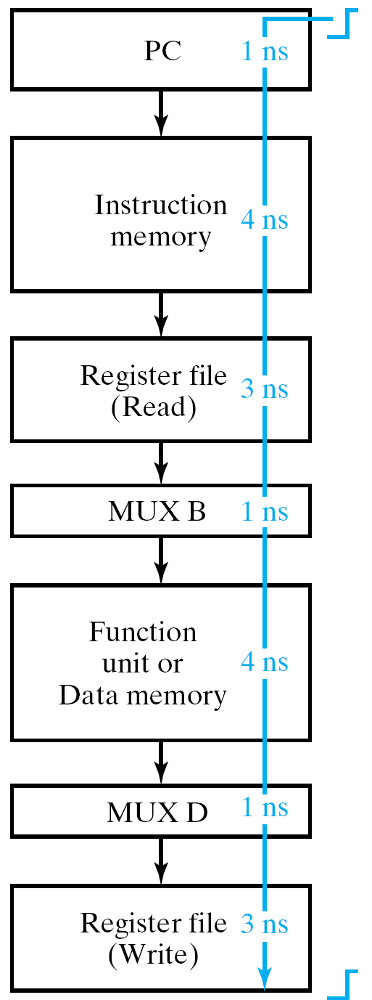 PC 1 ns
Instruction
memory 4 ns
Register file
(Read) 3 ns
MUX B 1 ns
Function
unit or 4 ns
Data memory
MUX D 1 ns
Register file 3 ns
(Write)